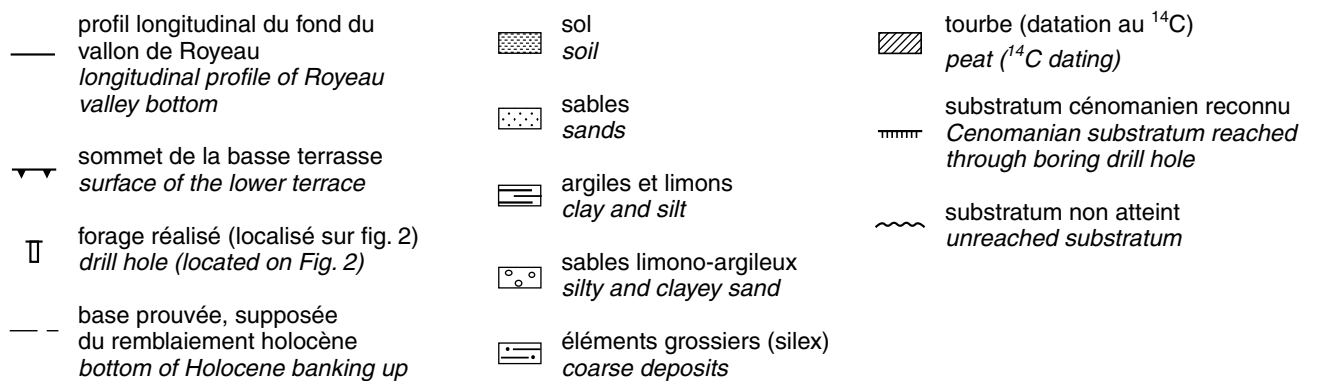 profil longitudinal du fond du
vallon de Royeau
longitudinal profile of Royeau
valley bottom
sommet de la basse terrasse
surface of the lower terrace
forage réalisé (localisé sur fig. 2)
drill hole (located on Fig. 2)
base prouvée, supposée
du remblaiement holocène
bottom of Holocene banking up
sol
soil
sables
sands
argiles et limons
clay and silt
sables limono-argileux
silty and clayey sand
éléments grossiers (silex)
coarse deposits
tourbe (datation au ¹⁴C)
peat (¹⁴C dating)
substratum cénomanien reconnu
Cenomanian substratum reached
through boring drill hole
substratum non atteint
unreached substratum